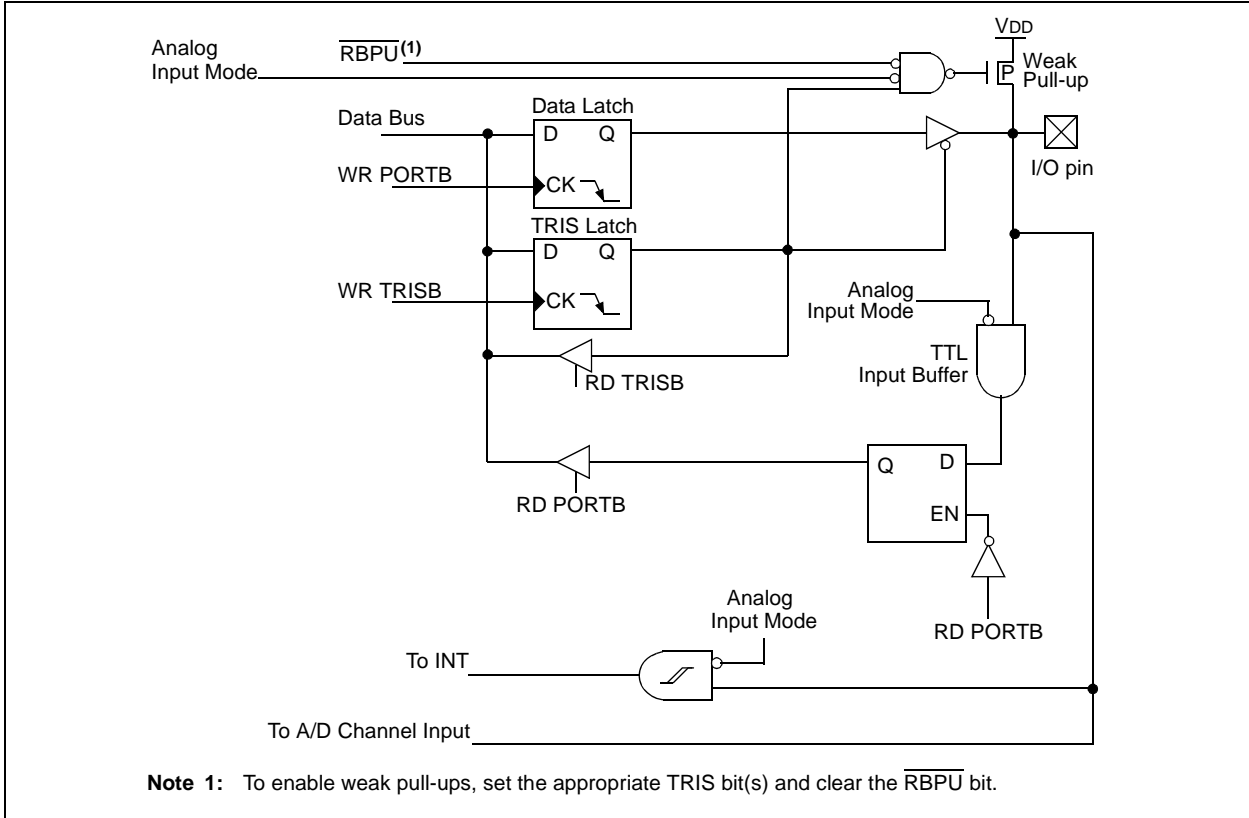 VDD
Analog
Input Mode
RBPU(1)
Weak
Pull-up
P
Data Bus
Data Latch
D Q
I/O pin
WR PORTB
CK
TRIS Latch
D Q
WR TRISB
CK
Analog
Input Mode
TTL
Input Buffer
RD TRISB
Q D
RD PORTB
EN
Analog
Input Mode
RD PORTB
To INT
To A/D Channel Input
Note 1: To enable weak pull-ups, set the appropriate TRIS bit(s) and clear the RBPU bit.